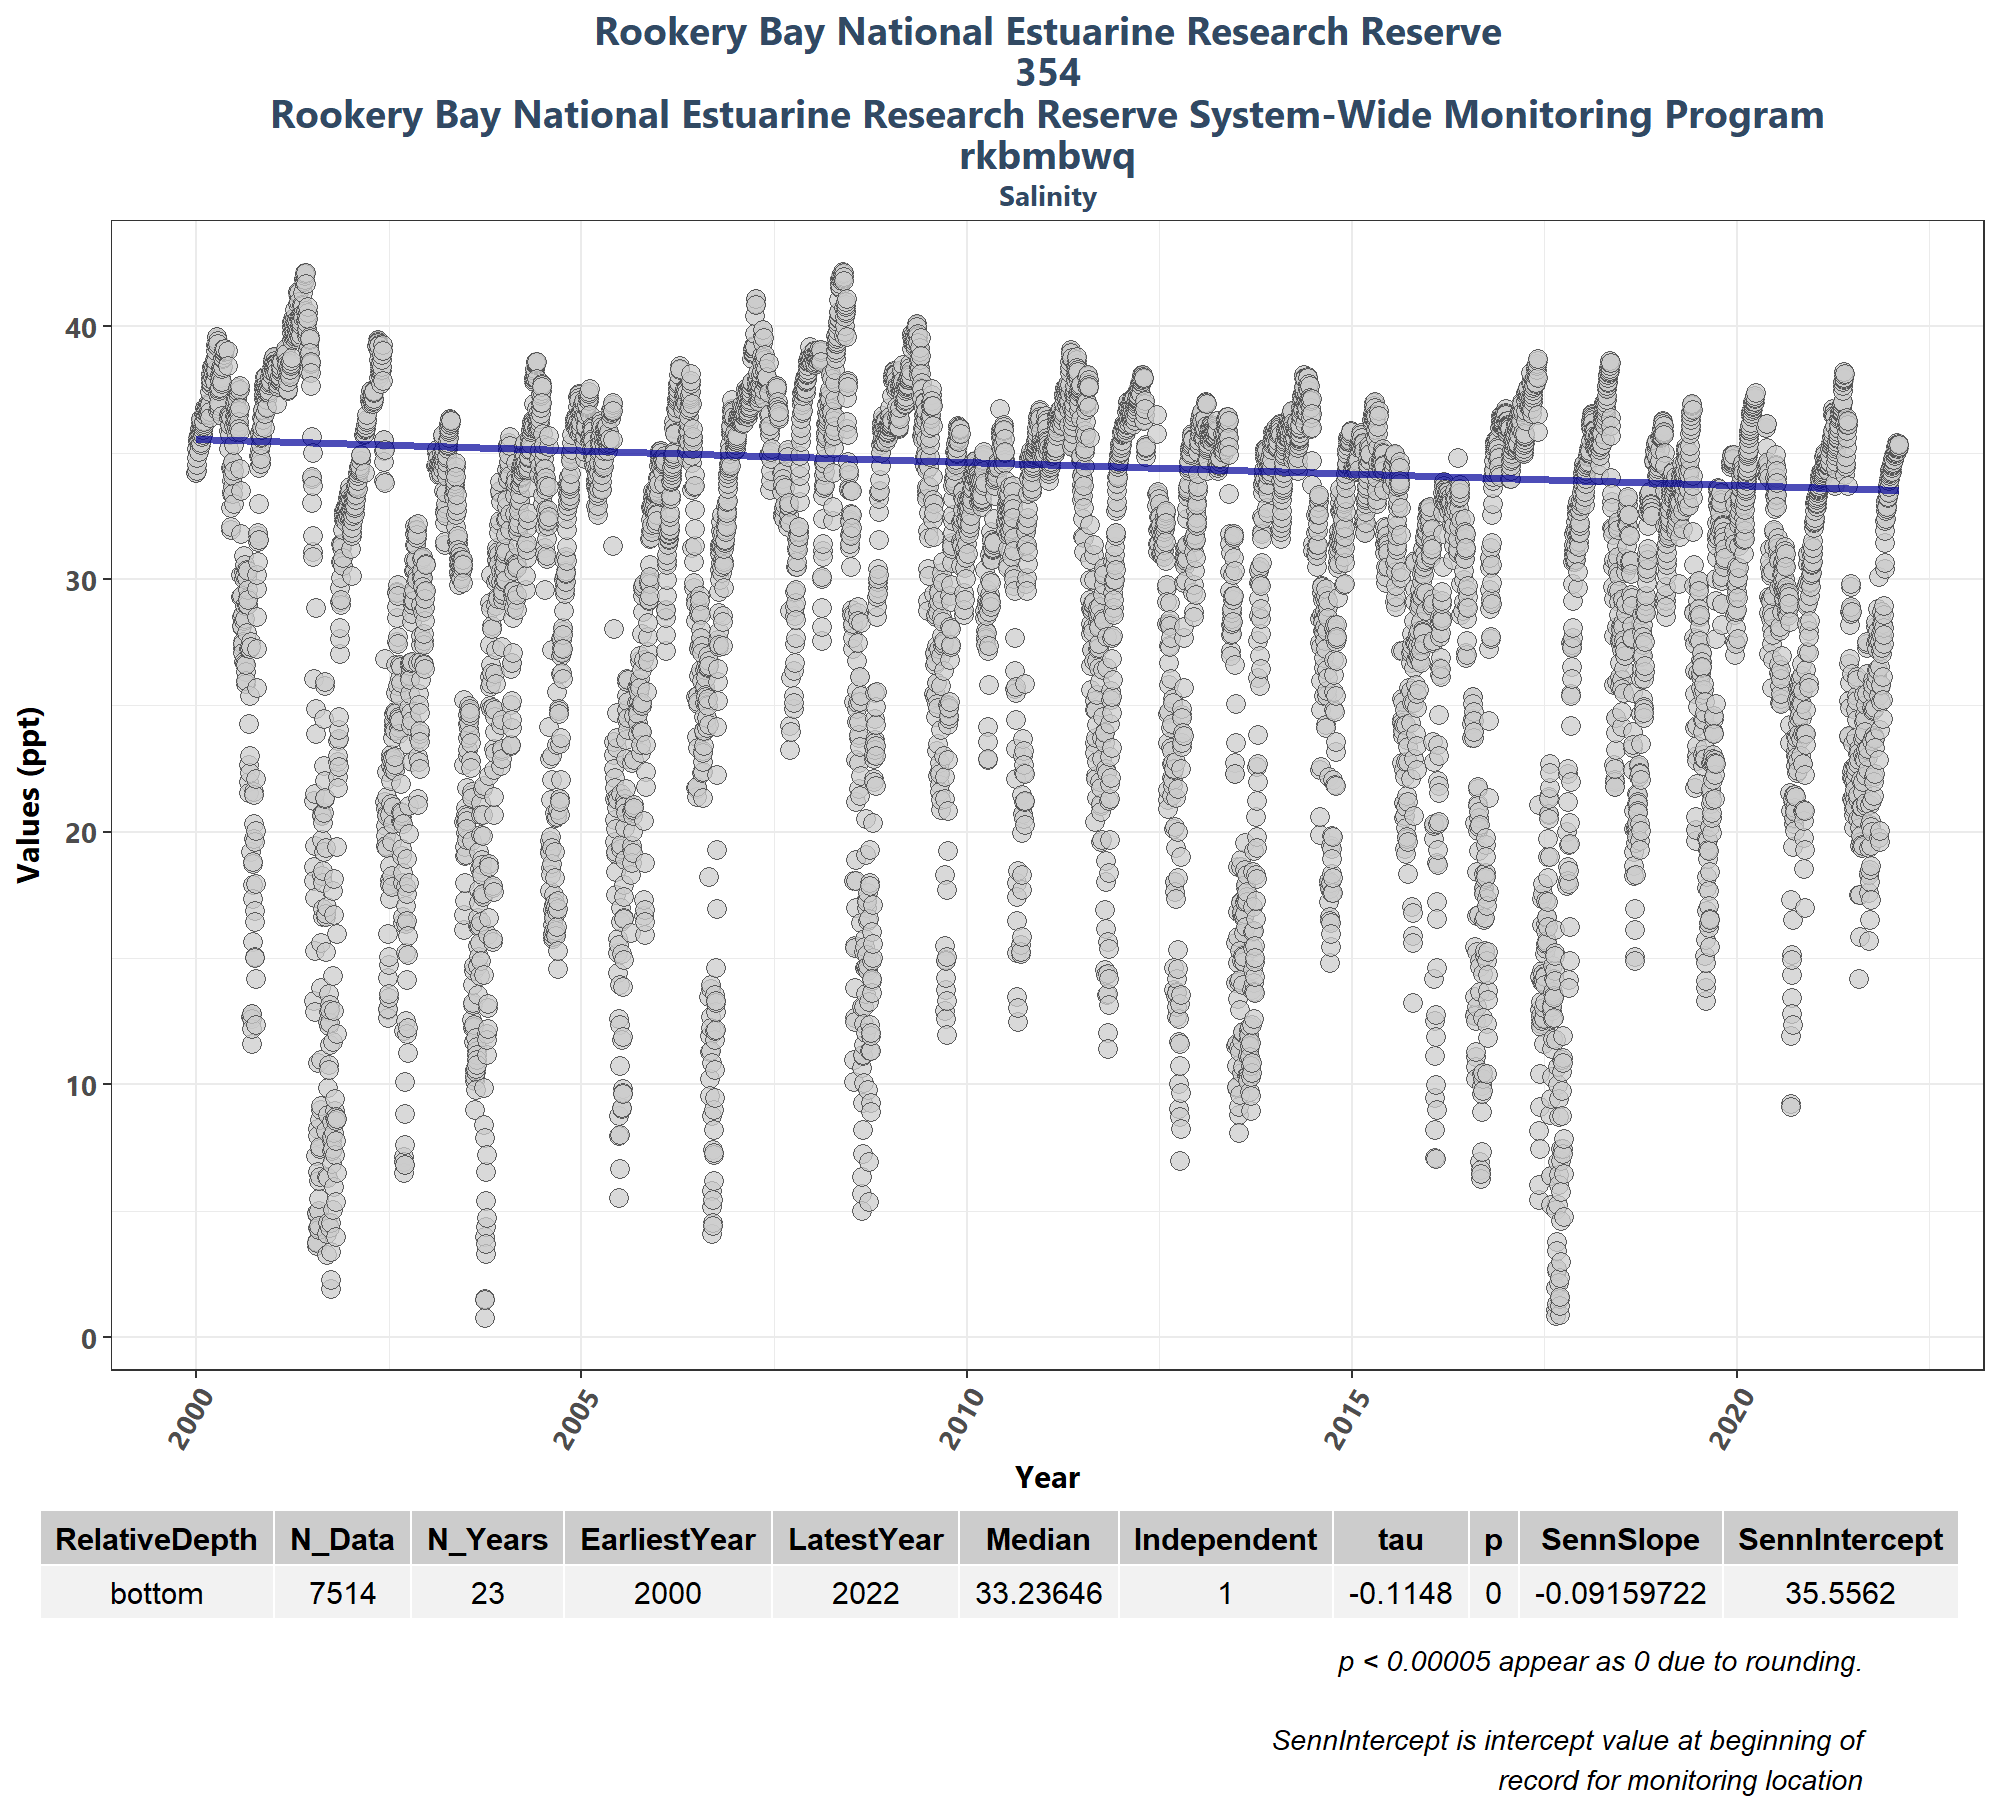 Rookery Bay National Estuarine Research Reserve
354
Rookery Bay National Estuarine Research Reserve System-Wide Monitoring Program
rkbmbwq
Salinity
Values (ppt)
40
30
20
10
0
2000
2005
2010
2015
2020
Year
RelativeDepth N_Data N_Years EarliestYear LatestYear Median Independent tau p SennSlope SennIntercept
bottom 7514 23 2000 2022 33.23646 1 -0.1148 0 -0.09159722 35.5562
p < 0.00005 appear as 0 due to rounding.
SennIntercept is intercept value at beginning of
record for monitoring location